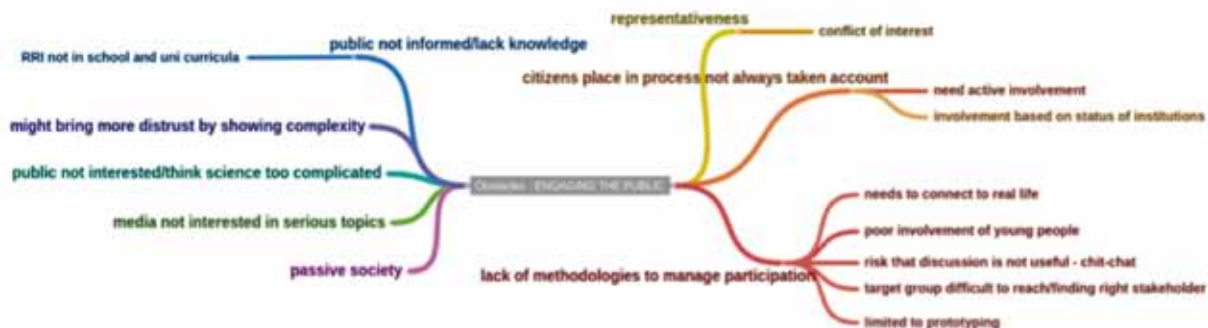 Obstacles - ENGAGING THE PUBLIC
public not informed/lack knowledge
RRI not in school and uni curricula
might bring more distrust by showing complexity
public not interested/think science too complicated
media not interested in serious topics
passive society
representativeness
conflict of interest
citizens place in process not always taken account
need active involvement
involvement based on status of institutions
lack of methodologies to manage participation
needs to connect to real life
poor involvement of young people
risk that discussion is not useful - chit-chat
target group difficult to reach/finding right stakeholder
limited to prototyping